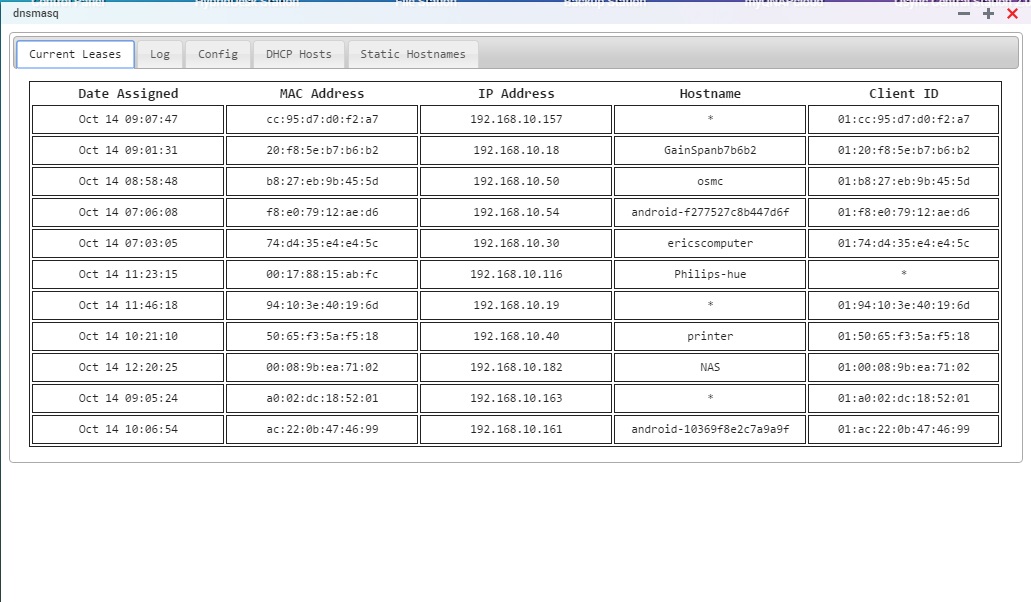 dnsmasq
Current Leases Log Config DHCP Hosts Static Hostnames
Date Assigned MAC Address IP Address Hostname Client ID
Oct 14 09:07:47 cc:95:d7:d0:f2:a7 192.168.10.157 * 01:cc:95:d7:d0:f2:a7
Oct 14 09:01:31 20:f8:5e:b7:b6:b2 192.168.10.18 GainSpanb7b6b2 01:20:f8:5e:b7:b6:b2
Oct 14 08:58:48 b8:27:eb:9b:45:5d 192.168.10.50 osmc 01:b8:27:eb:9b:45:5d
Oct 14 07:06:08 f8:e0:79:12:ae:d6 192.168.10.54 android-f277527c8b447d6f 01:f8:e0:79:12:ae:d6
Oct 14 07:03:05 74:d4:35:e4:e4:5c 192.168.10.30 ericscomputer 01:74:d4:35:e4:e4:5c
Oct 14 11:23:15 00:17:88:15:ab:fc 192.168.10.116 Philips-hue *
Oct 14 11:46:18 94:10:3e:40:19:6d 192.168.10.19 * 01:94:10:3e:40:19:6d
Oct 14 10:21:10 50:65:f3:5a:f5:18 192.168.10.40 printer 01:50:65:f3:5a:f5:18
Oct 14 12:20:25 00:08:9b:ea:71:02 192.168.10.182 NAS 01:00:08:9b:ea:71:02
Oct 14 09:05:24 a0:02:dc:18:52:01 192.168.10.163 * 01:a0:02:dc:18:52:01
Oct 14 10:06:54 ac:22:0b:47:46:99 192.168.10.161 android-10369f8e2c7a9a9f 01:ac:22:0b:47:46:99